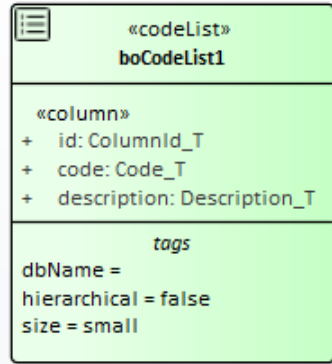 «codeList»
boCodeList1
«column»
+ id: ColumnId_T
+ code: Code_T
+ description: Description_T
tags
dbName =
hierarchical = false
size = small